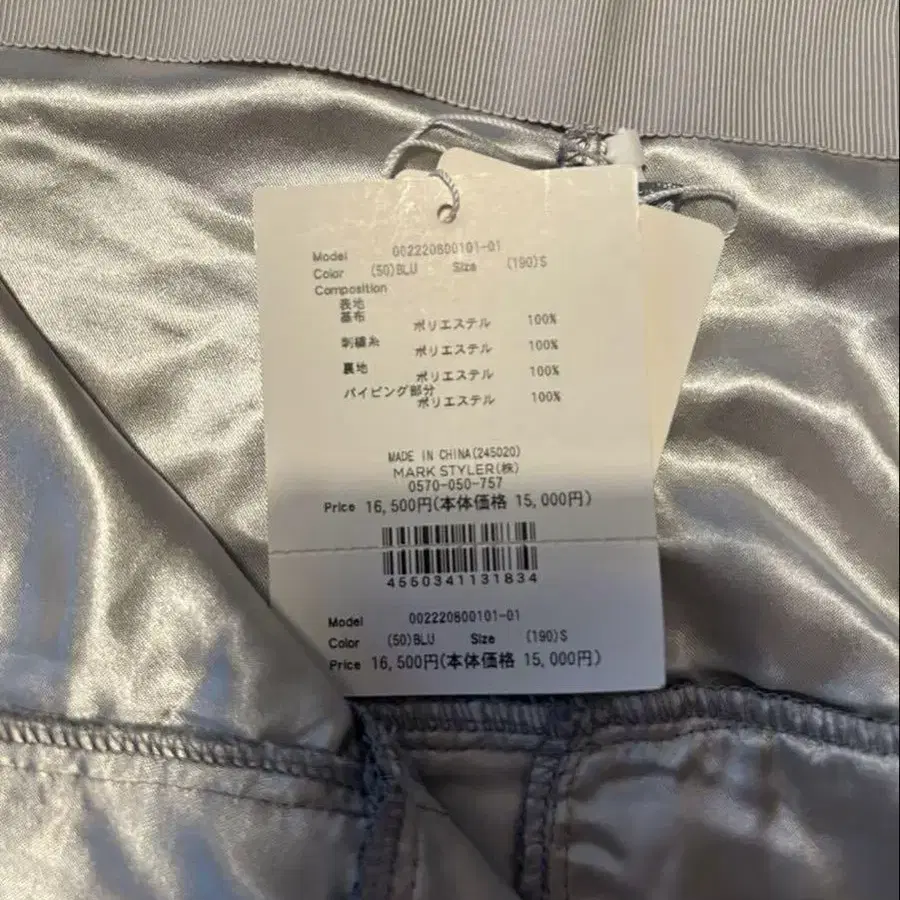 Model 002220800101-01
Color (50)BLU Size (190)S
Composition
表地
基布 ポリエステル 100%
刺繍糸 ポリエステル 100%
裏地 ポリエステル 100%
パイピング部分 ポリエステル 100%
MADE IN CHINA(245020)
MARK STYLER(株)
0570-050-757
Price 16,500円(本体価格 15,000円)
4550341131834
Model 002220800101-01
Color (50)BLU Size (190)S
Price 16,500円(本体価格 15,000円)